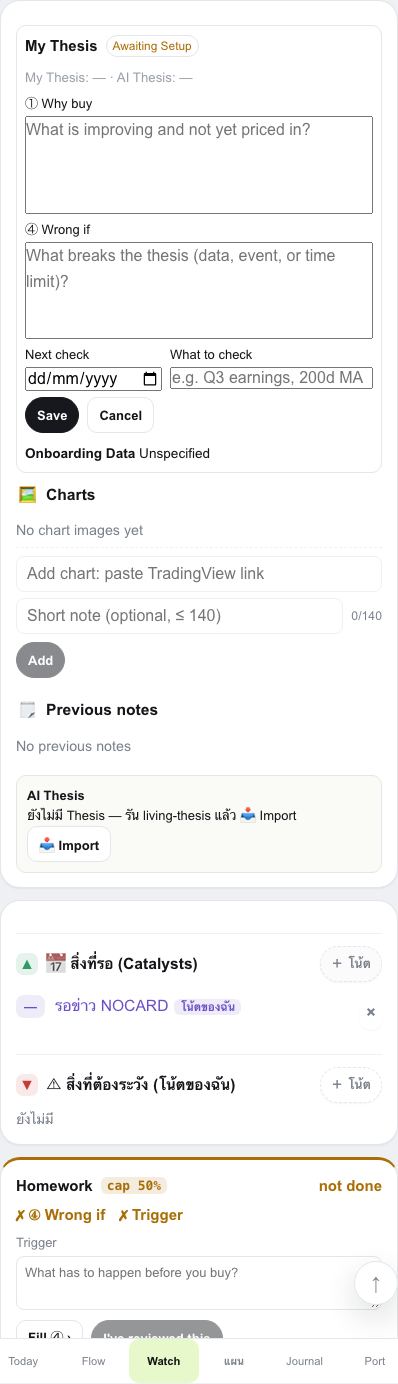 My Thesis Awaiting Setup
My Thesis: — · AI Thesis: —
① Why buy
What is improving and not yet priced in?
④ Wrong if
What breaks the thesis (data, event, or time
limit)?
Next check What to check
dd/mm/yyyy e.g. Q3 earnings, 200d MA
Save Cancel
Onboarding Data Unspecified
Charts
No chart images yet
Add chart: paste TradingView link
Short note (optional, ≤ 140) 0/140
Add
Previous notes
No previous notes
AI Thesis
ยังไม่มี Thesis — รัน living-thesis แล้ว 📥 Import
📥 Import
▲ 📅 สิ่งที่รอ (Catalysts) + โน้ต
— รอข่าว NOCARD โน้ตของฉัน ×
▼ ⚠ สิ่งที่ต้องระวัง (โน้ตของฉัน) + โน้ต
ยังไม่มี
Homework cap 50% not done
✗ ④ Wrong if ✗ Trigger
Trigger
What has to happen before you buy?
↑
Fill ④ › I've reviewed this
Today Flow Watch แผน Journal Port